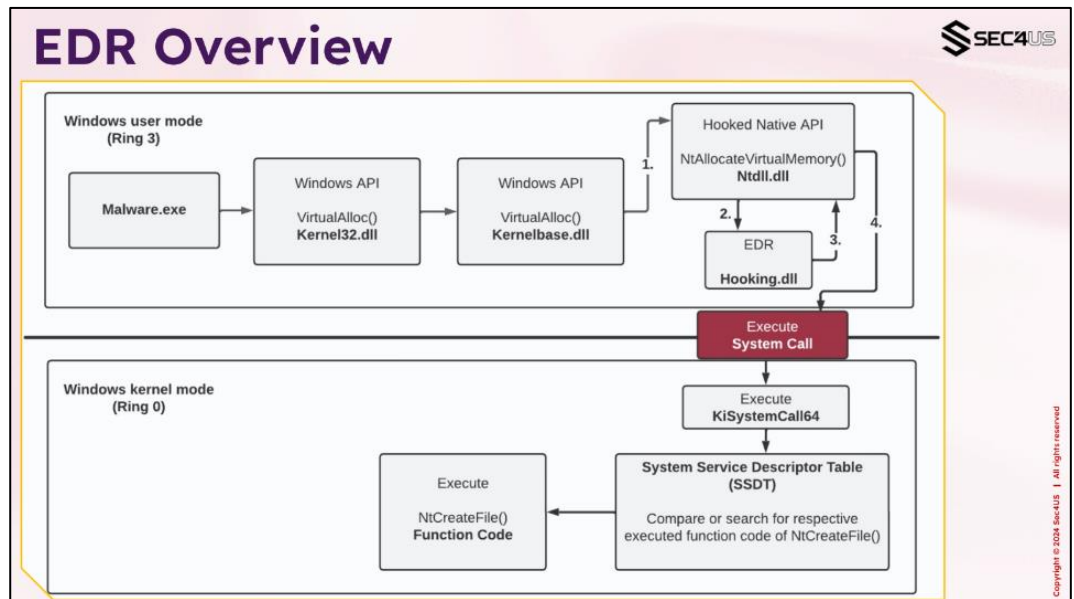 EDR Overview
SEC4US
Windows user mode
(Ring 3)
Malware.exe
Windows API
VirtualAlloc()
Kernel32.dll
Windows API
VirtualAlloc()
Kernelbase.dll
1.
Hooked Native API
NtAllocateVirtualMemory()
Ntdll.dll
2.
3.
4.
EDR
Hooking.dll
Execute
System Call
Windows kernel mode
(Ring 0)
Execute
KiSystemCall64
System Service Descriptor Table
(SSDT)
Compare or search for respective
executed function code of NtCreateFile()
Execute
NtCreateFile()
Function Code
Copyright © 2024 Sec4US | All rights reserved